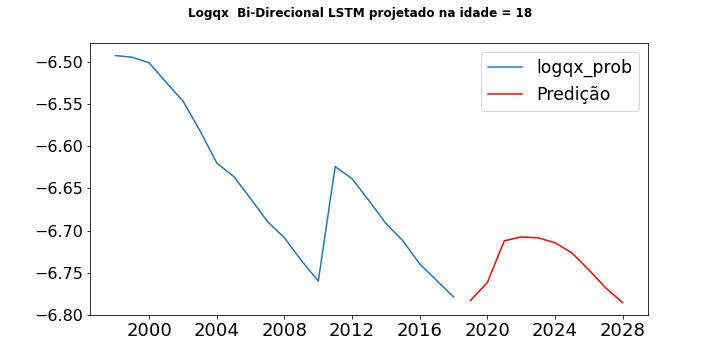 Logqx  Bi-Direcional LSTM projetado na idade = 18
logqx_prob
Predição
−6.50
−6.55
−6.60
−6.65
−6.70
−6.75
−6.80
2000 2004 2008 2012 2016 2020 2024 2028